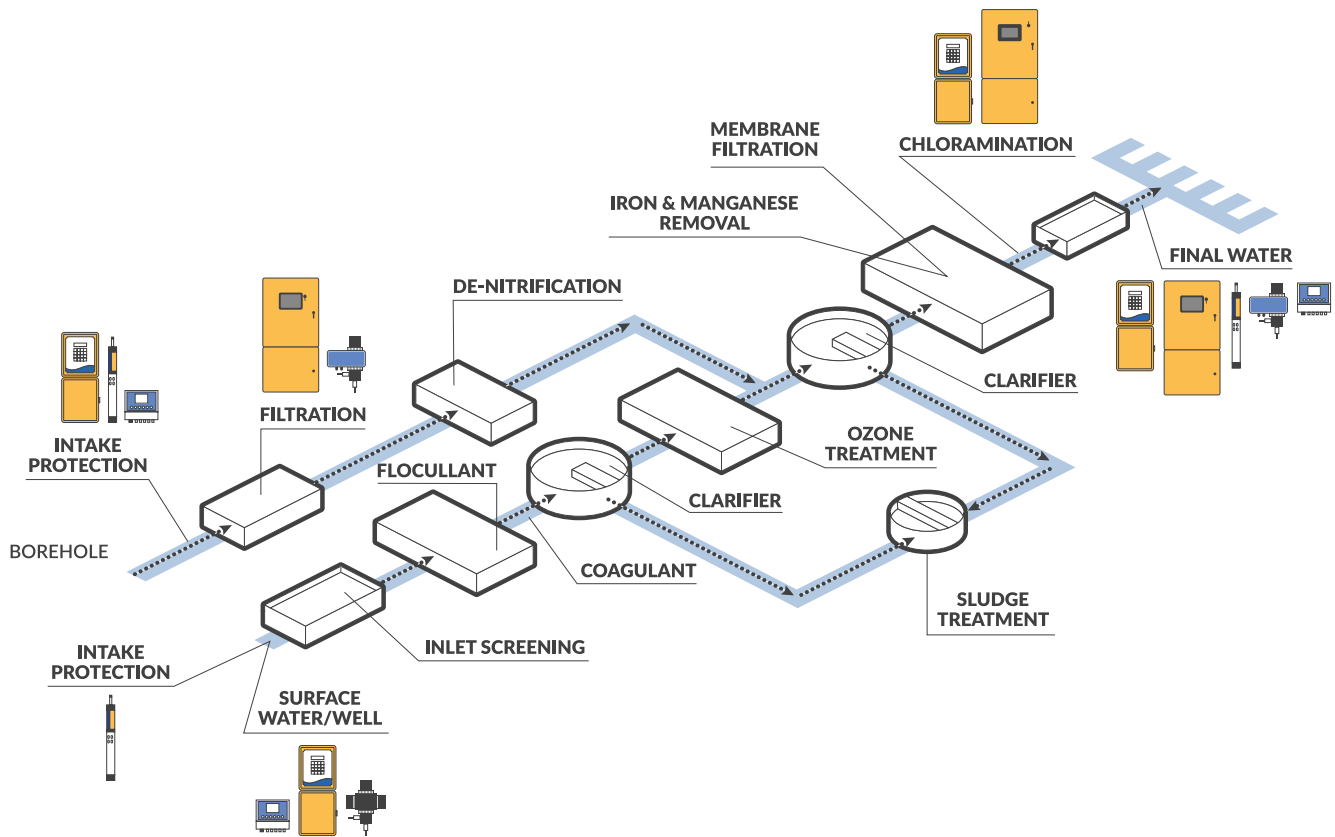 MEMBRANE
FILTRATION
CHLORAMINATION
IRON & MANGANESE
REMOVAL
FINAL WATER
DE-NITRIFICATION
CLARIFIER
FILTRATION
INTAKE
PROTECTION
OZONE
TREATMENT
FLOCULLANT
CLARIFIER
BOREHOLE
COAGULANT
SLUDGE
TREATMENT
INLET SCREENING
INTAKE
PROTECTION
SURFACE
WATER/WELL